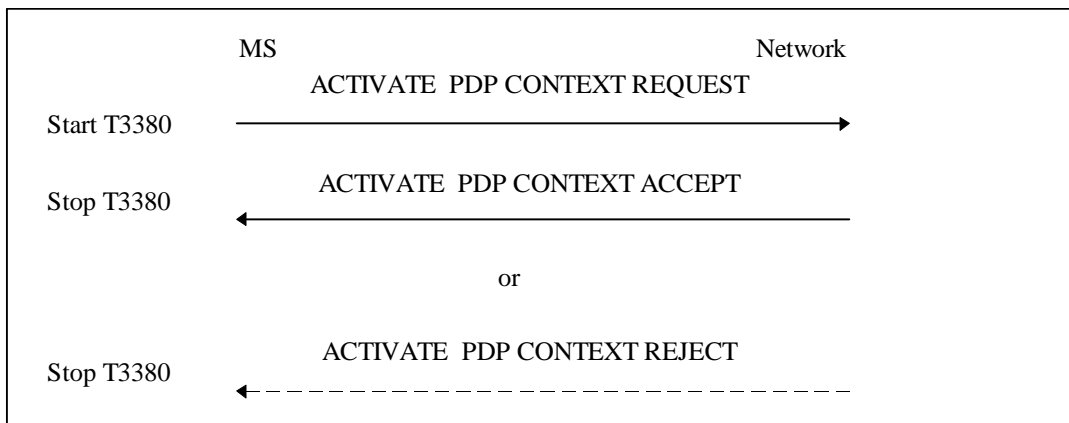 MS Network
ACTIVATE PDP CONTEXT REQUEST
Start T3380
ACTIVATE PDP CONTEXT ACCEPT
Stop T3380
or
ACTIVATE PDP CONTEXT REJECT
Stop T3380